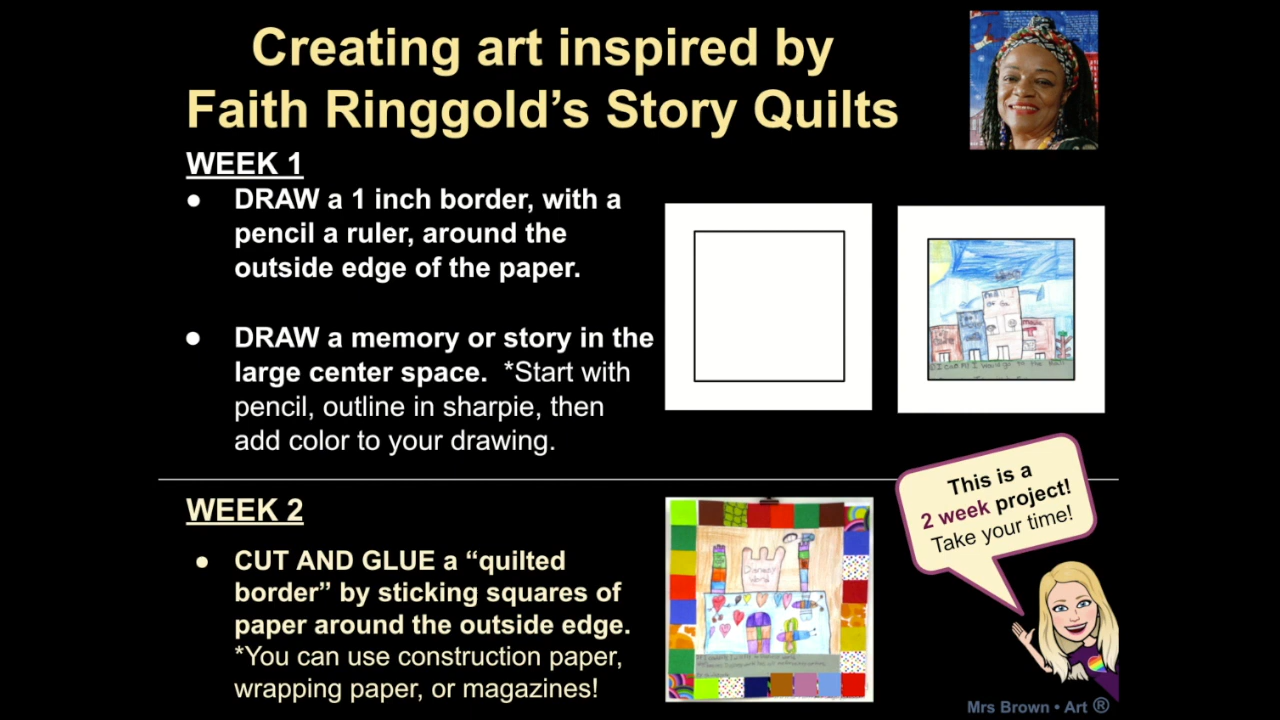 Creating art inspired by
Faith Ringgold’s Story Quilts
WEEK 1
● DRAW a 1 inch border, with a
pencil a ruler, around the
outside edge of the paper.
● DRAW a memory or story in the
large center space. *Start with
pencil, outline in sharpie, then
add color to your drawing.
This is a
2 week project!
Take your time!
WEEK 2
● CUT AND GLUE a “quilted
border” by sticking squares of
paper around the outside edge.
*You can use construction paper,
wrapping paper, or magazines!
Mrs Brown • Art ®